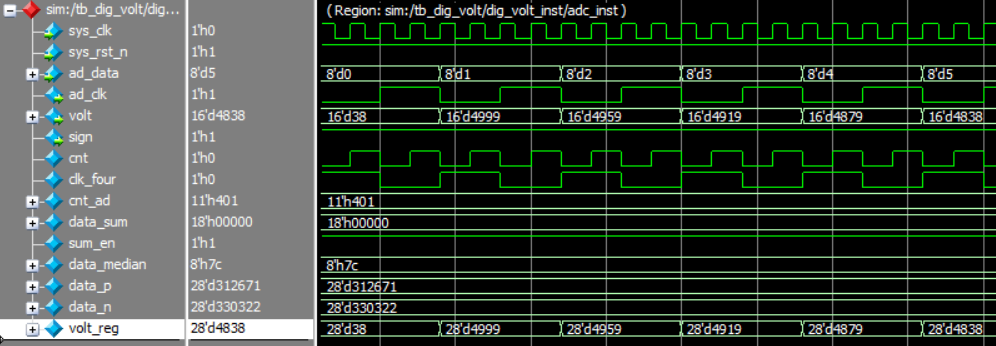 sim:/tb_dig_volt/dig...
(Region: sim:/tb_dig_volt/dig_volt_inst/adc_inst)
sys_clk 1'h0
sys_rst_n 1'h1
ad_data 8'd5 8'd0 8'd1 8'd2 8'd3 8'd4 8'd5
ad_clk 1'h1
volt 16'd4838 16'd38 16'd4999 16'd4959 16'd4919 16'd4879 16'd4838
sign 1'h1
cnt 1'h0
clk_four 1'h0
cnt_ad 11'h401 11'h401
data_sum 18'h00000 18'h00000
sum_en 1'h1
data_median 8'h7c 8'h7c
data_p 28'd312671 28'd312671
data_n 28'd330322 28'd330322
volt_reg 28'd4838 28'd38 28'd4999 28'd4959 28'd4919 28'd4879 28'd4838